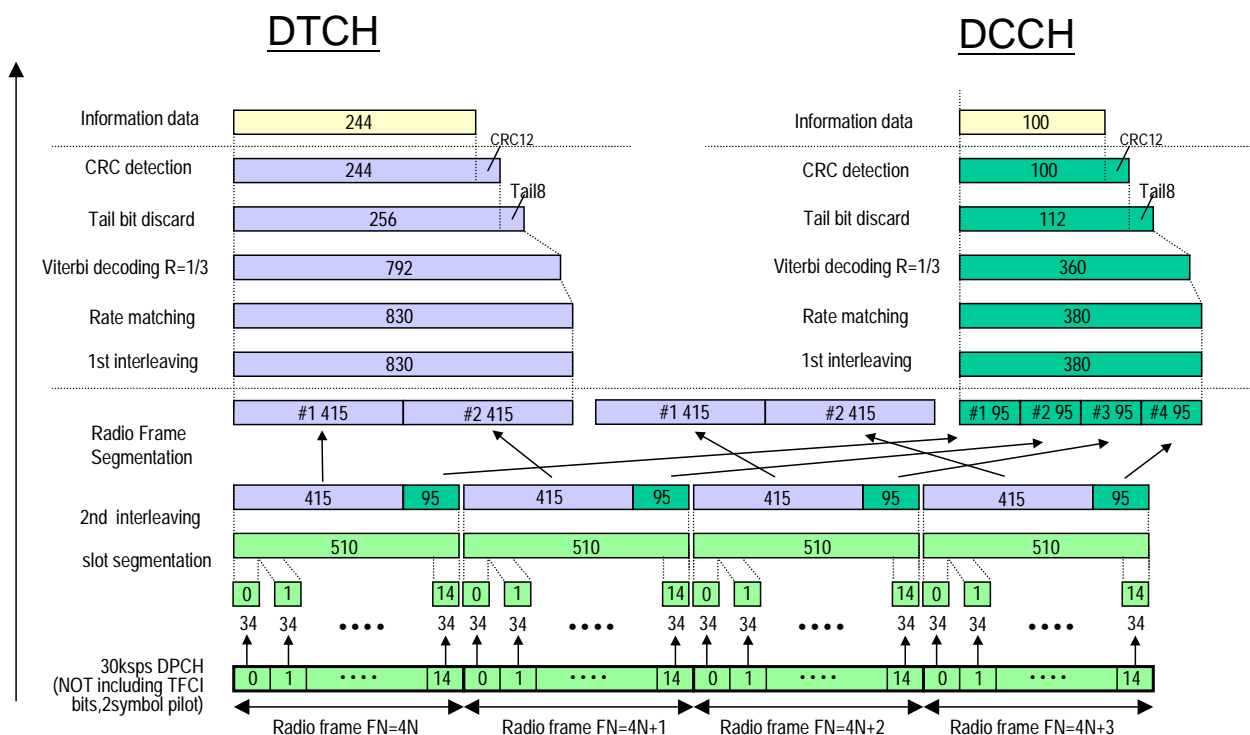 DTCH DCCH
Information data 244 Information data 100
CRC12 CRC12
CRC detection 244 CRC detection 100
Tail8 Tail8
Tail bit discard 256 Tail bit discard 112
Viterbi decoding R=1/3 792 Viterbi decoding R=1/3 360
Rate matching 830 Rate matching 380
1st interleaving 830 1st interleaving 380
#1 415 #2 415 #1 415 #2 415 #1 95 #2 95 #3 95 #4 95
Radio Frame
Segmentation
415 95 415 95 415 95 415 95
2nd interleaving
510 510 510 510
slot segmentation
0 1 14 0 1 14 0 1 14 0 1 14
34 34 •••• 34 34 34 •••• 34 34 34 •••• 34 34 34 •••• 34
30ksps DPCH
(NOT including TFCI
bits,2symbol pilot)
0 1 •••• 14 0 1 •••• 14 0 1 •••• 14 0 1 •••• 14
Radio frame FN=4N Radio frame FN=4N+1 Radio frame FN=4N+2 Radio frame FN=4N+3